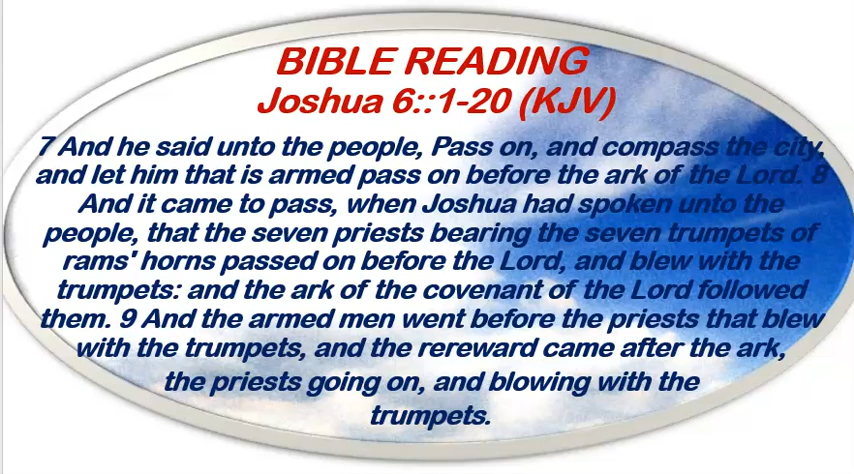 BIBLE READING
Joshua 6::1-20 (KJV)
7 And he said unto the people, Pass on, and compass the city,
and let him that is armed pass on before the ark of the Lord. 8
And it came to pass, when Joshua had spoken unto the
people, that the seven priests bearing the seven trumpets of
rams' horns passed on before the Lord, and blew with the
trumpets: and the ark of the covenant of the Lord followed
them. 9 And the armed men went before the priests that blew
with the trumpets, and the rereward came after the ark,
the priests going on, and blowing with the
trumpets.